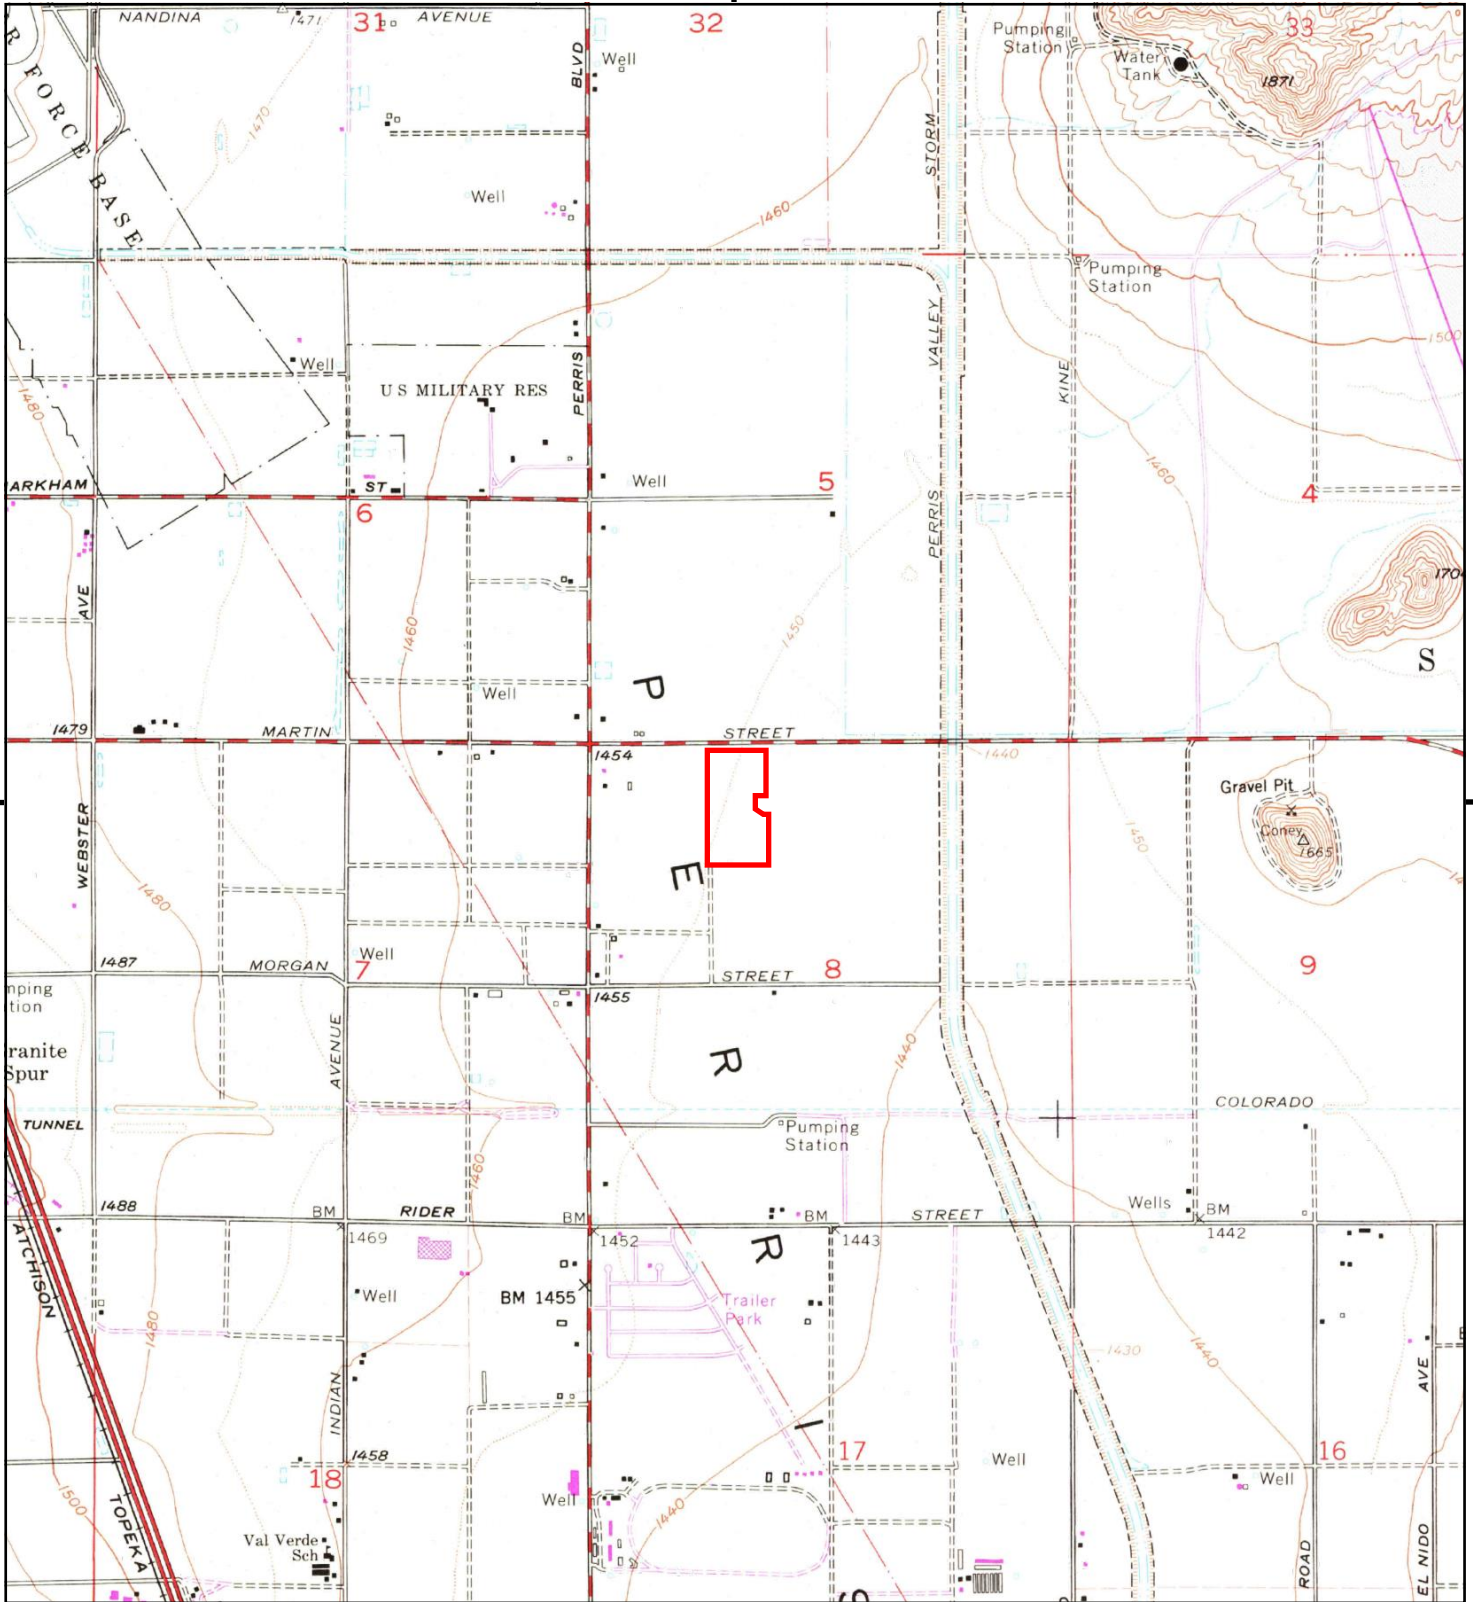 NANDINA
1471
31
AVENUE
32
33
R
FORCE BASE
BLVD
Well
Pumping
Station
Water
Tank
1871
1470
STORM
Well
1460
Pumping
Station
VALLEY
1500
Well
1480
U S MILITARY RES
PERRIS
KINE
1460
ARKHAM
ST
Well
5
4
6
PERRIS
AVE
1460
1450
S
Well
P
1479
MARTIN
STREET
1454
1440
WEBSTER
Gravel Pit
Coney
1665
1450
1480
E
Well
1487
MORGAN
7
STREET
8
9
1455
ranite
Spur
AVENUE
R
1440
COLORADO
TUNNEL
Pumping
Station
1460
1488
BM
RIDER
BM
BM
STREET
Wells
BM
1469
1452
1443
1442
R
ATCHISON
Well
BM 1455
Trailer
Park
1480
1430
1440
AVE
INDIAN
I
1458
17
16
18
Well
Well
1500
TOPEKA
Well
1440
Val Verde
Sch
ROAD
EL NIDO
S